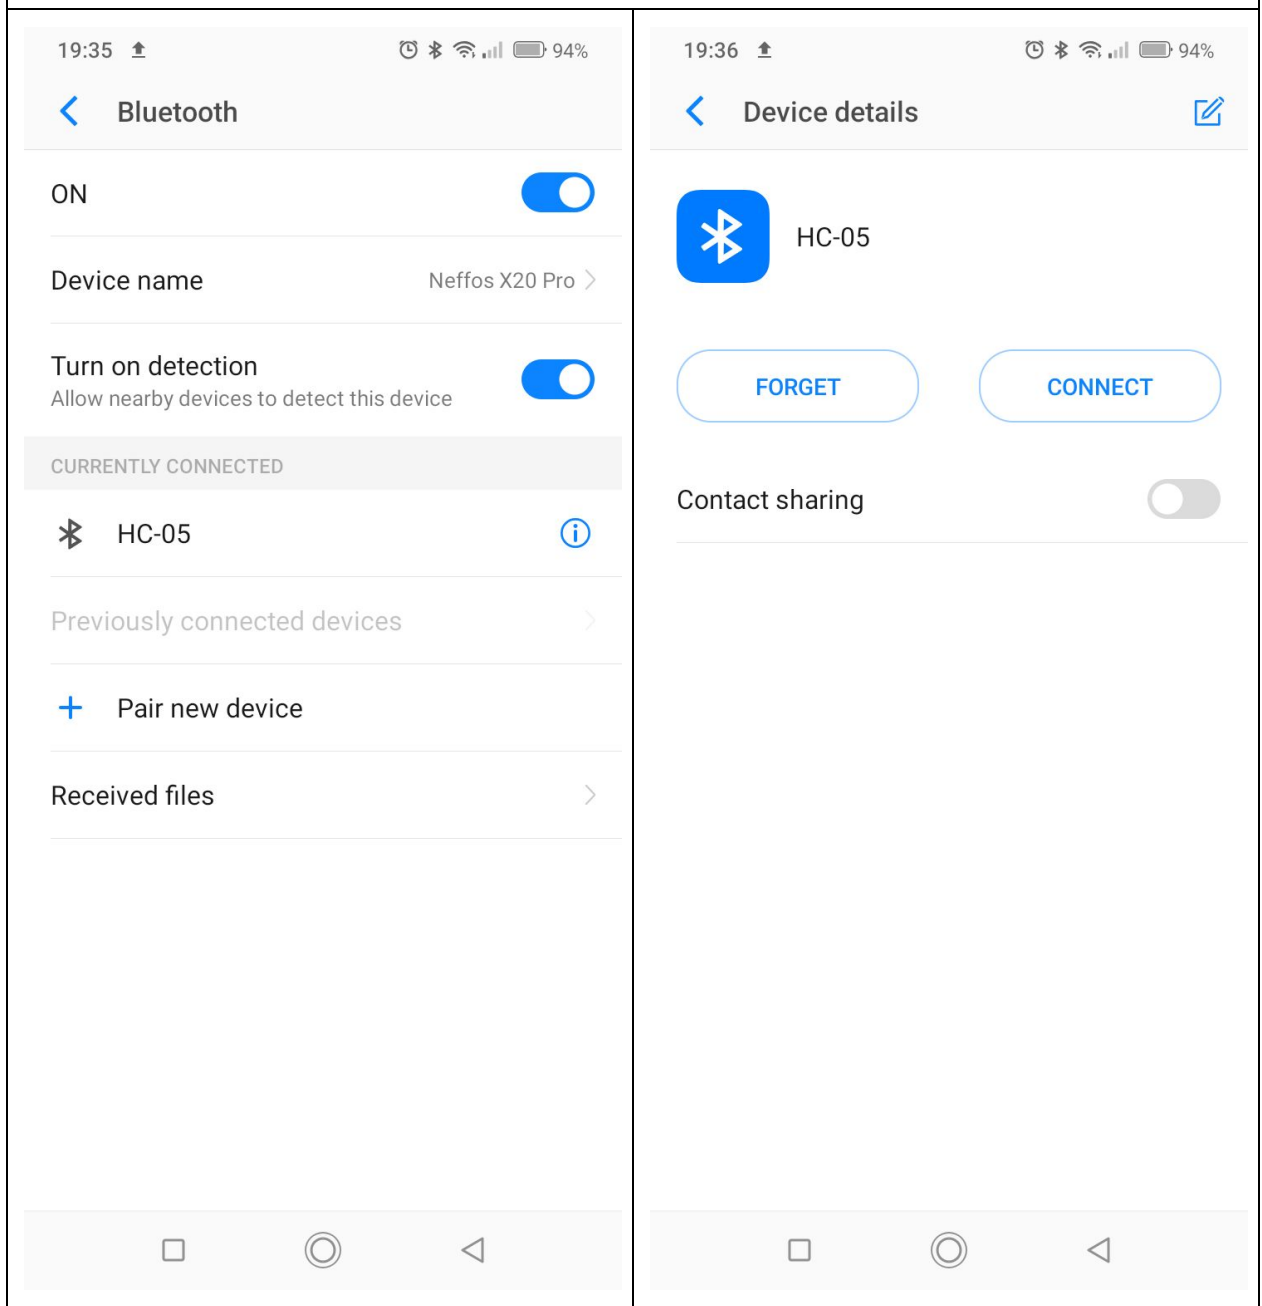 19:35
94%
Bluetooth
ON
Device name
Neffos X20 Pro
Turn on detection
Allow nearby devices to detect this device
CURRENTLY CONNECTED
HC-05
Previously connected devices
Pair new device
Received files
19:36
94%
Device details
HC-05
FORGET
CONNECT
Contact sharing